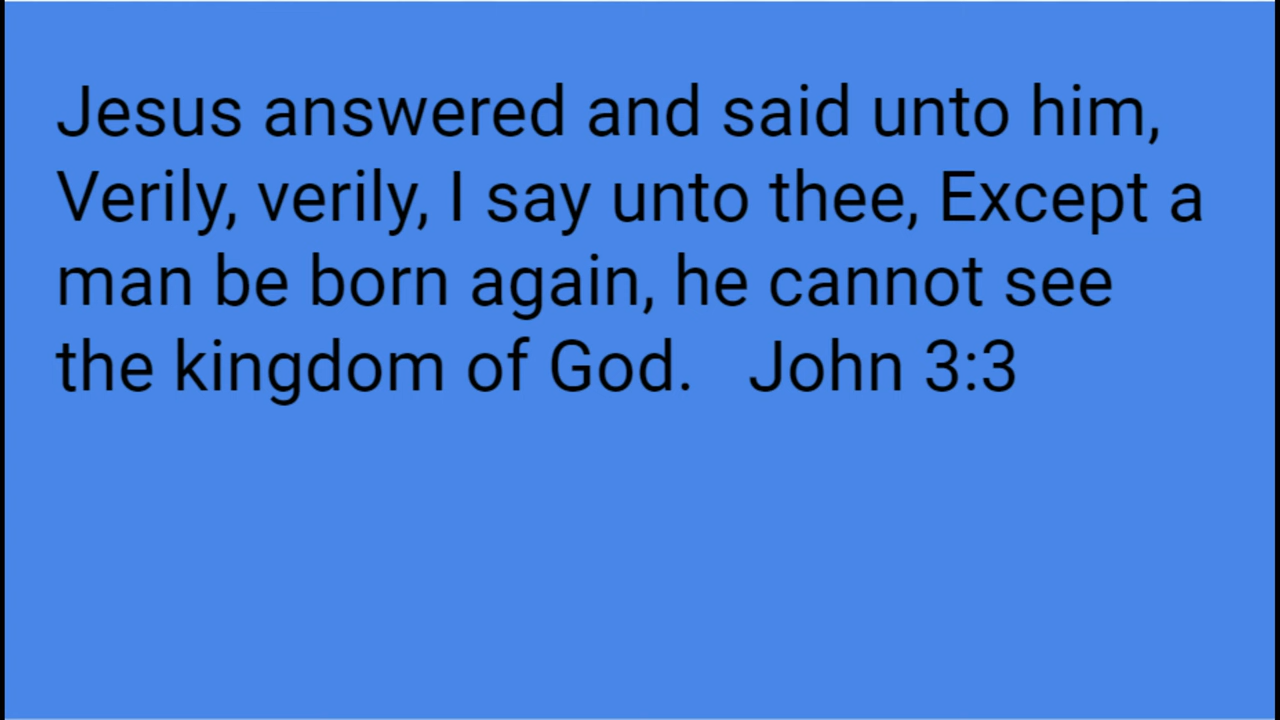 Jesus answered and said unto him,
Verily, verily, I say unto thee, Except a
man be born again, he cannot see
the kingdom of God.   John 3:3